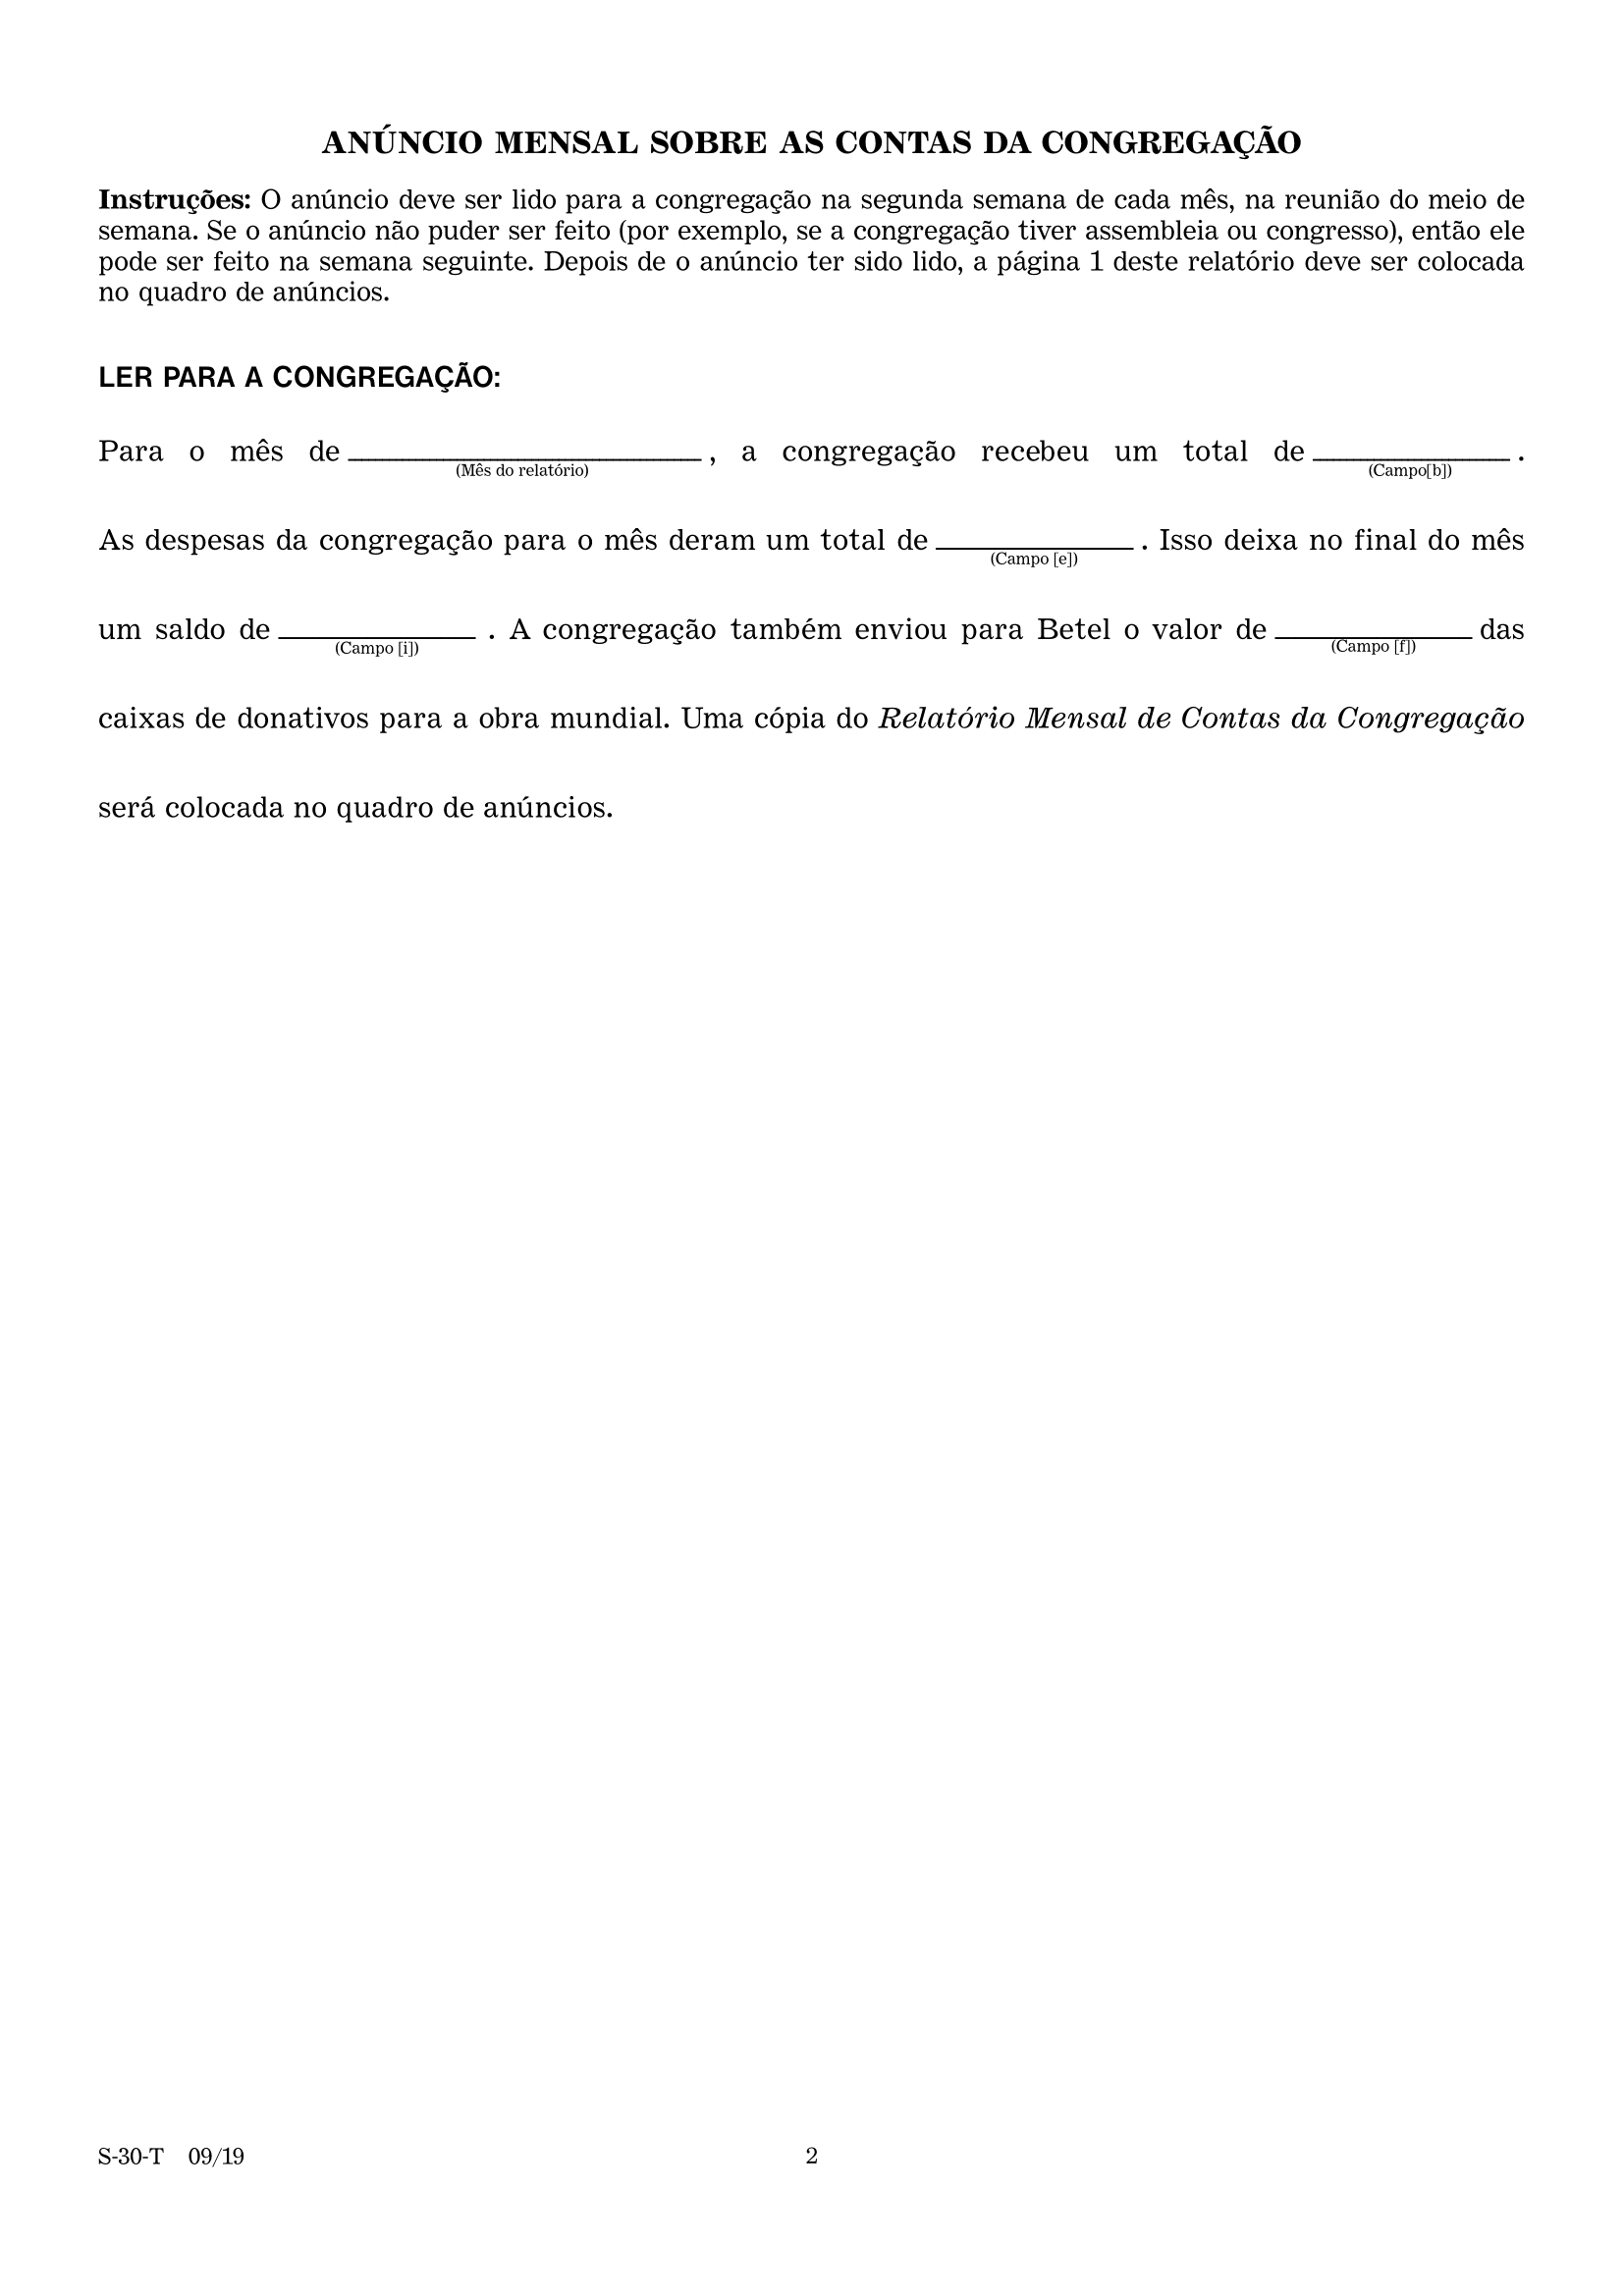 ANÚNCIO MENSAL SOBRE AS CONTAS DA CONGREGAÇÃO
Instruções: O anúncio deve ser lido para a congregação na segunda semana de cada mês, na reunião do meio de
semana. Se o anúncio não puder ser feito (por exemplo, se a congregação tiver assembleia ou congresso), então ele
pode ser feito na semana seguinte. Depois de o anúncio ter sido lido, a página 1 deste relatório deve ser colocada
no quadro de anúncios.
LER PARA A CONGREGAÇÃO:
Para o mês de ____________________ , a congregação recebeu um total de ____________ .
(Mês do relatório) (Campo[b])
As despesas da congregação para o mês deram um total de ____________ . Isso deixa no final do mês
(Campo [e])
um saldo de ____________ . A congregação também enviou para Betel o valor de ____________ das
(Campo [i]) (Campo [f])
caixas de donativos para a obra mundial. Uma cópia do Relatório Mensal de Contas da Congregação
será colocada no quadro de anúncios.
S-30-T 09/19 2